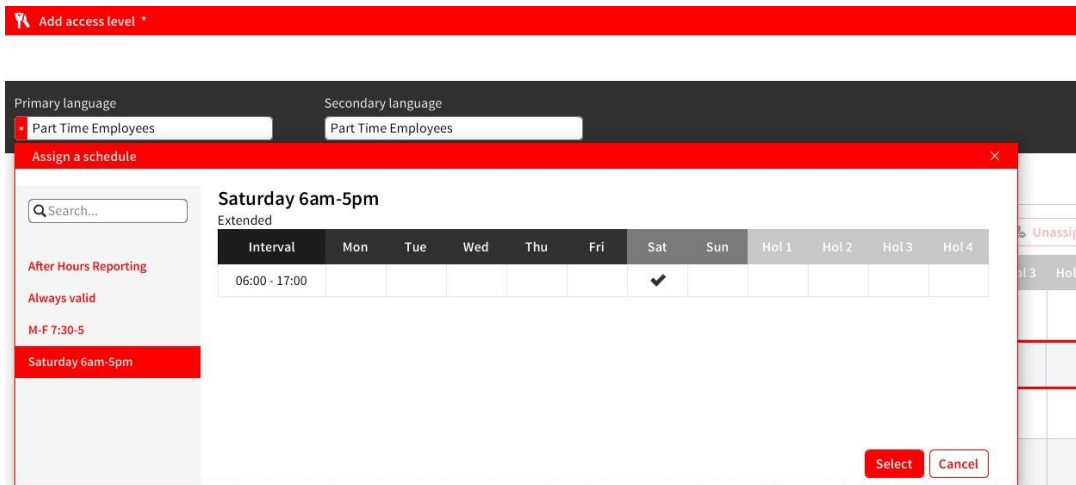 Add access level *
Primary language
Secondary language
* Part Time Employees
Part Time Employees
Assign a schedule
Search...
After Hours Reporting
Always valid
M-F 7:30-5
Saturday 6am-5pm
Saturday 6am-5pm
Extended
Interval Mon Tue Wed Thu Fri Sat Sun Hol 1 Hol 2 Hol 3 Hol 4
06:00 - 17:00
Select Cancel